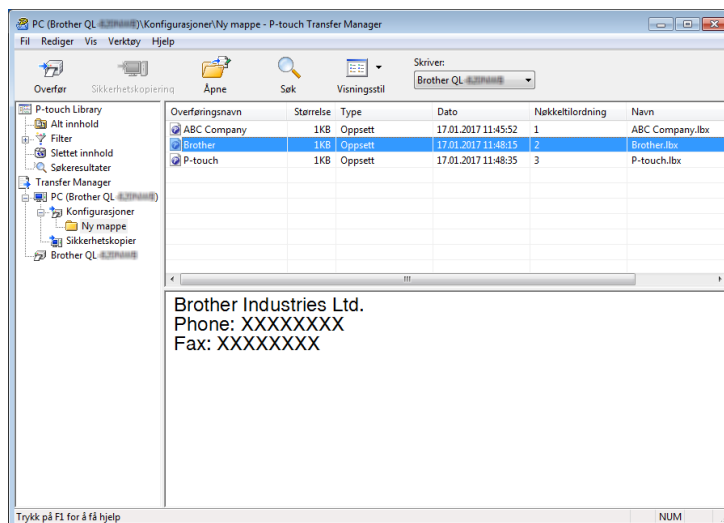 PC (Brother QL-)\Konfigurasjoner\Ny mappe - P-touch Transfer Manager
Fil Rediger Vis Verktøy Hjelp
Skriver:
Brother QL-
Overfør Sikkerhetskopiering Åpne Søk Visningsstil
P-touch Library
Alt innhold
Filter
Slettet innhold
Søkeresultater
Transfer Manager
PC (Brother QL-)
Konfigurasjoner
Ny mappe
Sikkerhetskopier
Brother QL-
Overføringsnavn Størrelse Type Dato Nøkkeltilordning Navn
ABC Company 1KB Oppsett 17.01.2017 11:45:52 1 ABC Company.lbx
Brother 1KB Oppsett 17.01.2017 11:48:15 2 Brother.lbx
P-touch 1KB Oppsett 17.01.2017 11:48:35 3 P-touch.lbx
Brother Industries Ltd.
Phone: XXXXXXXX
Fax: XXXXXXXX
Trykk på F1 for å få hjelp NUM